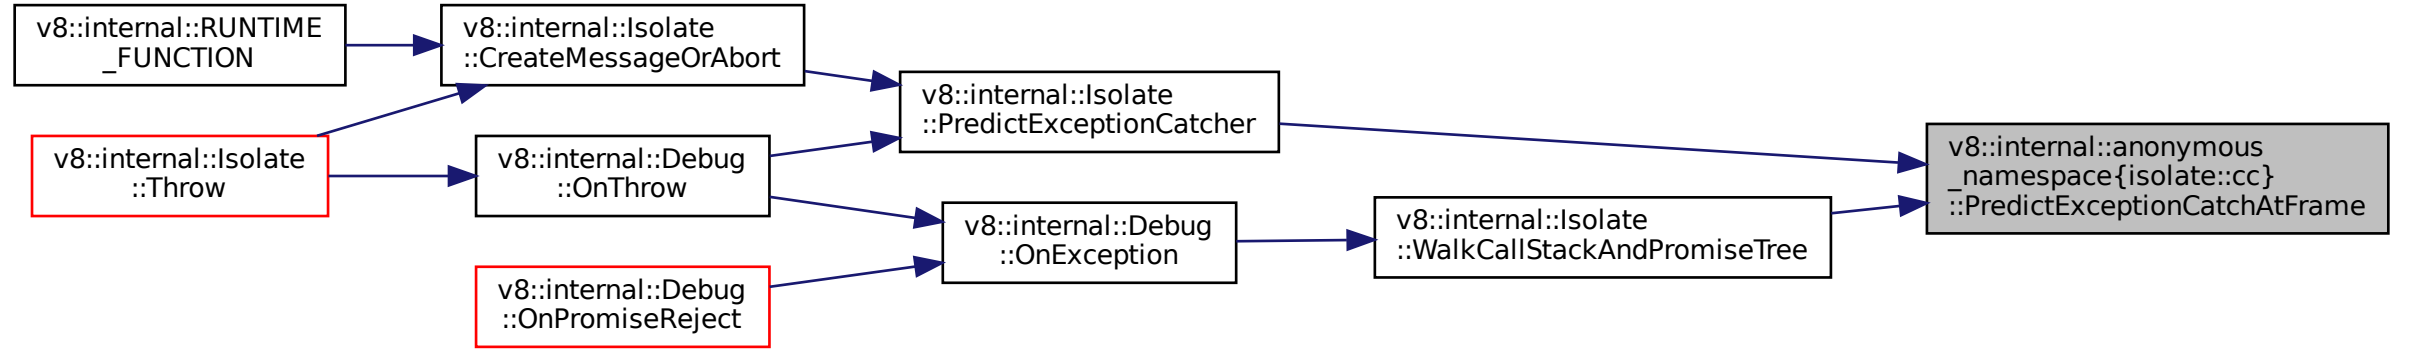 v8::internal::RUNTIME
_FUNCTION
v8::internal::Isolate
::CreateMessageOrAbort
v8::internal::Isolate
::Throw
v8::internal::Debug
::OnThrow
v8::internal::Debug
::OnPromiseReject
v8::internal::Isolate
::PredictExceptionCatcher
v8::internal::Debug
::OnException
v8::internal::Isolate
::WalkCallStackAndPromiseTree
v8::internal::anonymous
_namespace{isolate::cc}
::PredictExceptionCatchAtFrame